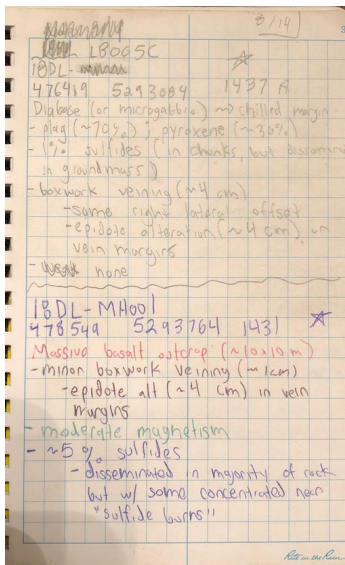 8/14
LB065C
18DL-
476419 5293084 1437 A
Diabase (or microgabbro) ~> chilled margin
- plag (~70%) ; pyroxene (~30%)
- 1% sulfides (in chunks, but disseminated
in groundmass)
- boxwork veining (~4 cm)
- some right lateral offset
- epidote alteration (~4 cm) on
vein margins
- none
18DL-MH001
478549 5293764 1431
Massive basalt outcrop (~10x10 m)
- minor boxwork veining (~1cm)
- epidote alt (~4 cm) in vein
margins
- moderate magnetism
- ~5 % sulfides
- disseminated in majority of rock
but w/ some concentrated near
"sulfide burns"
Rite in the Rain